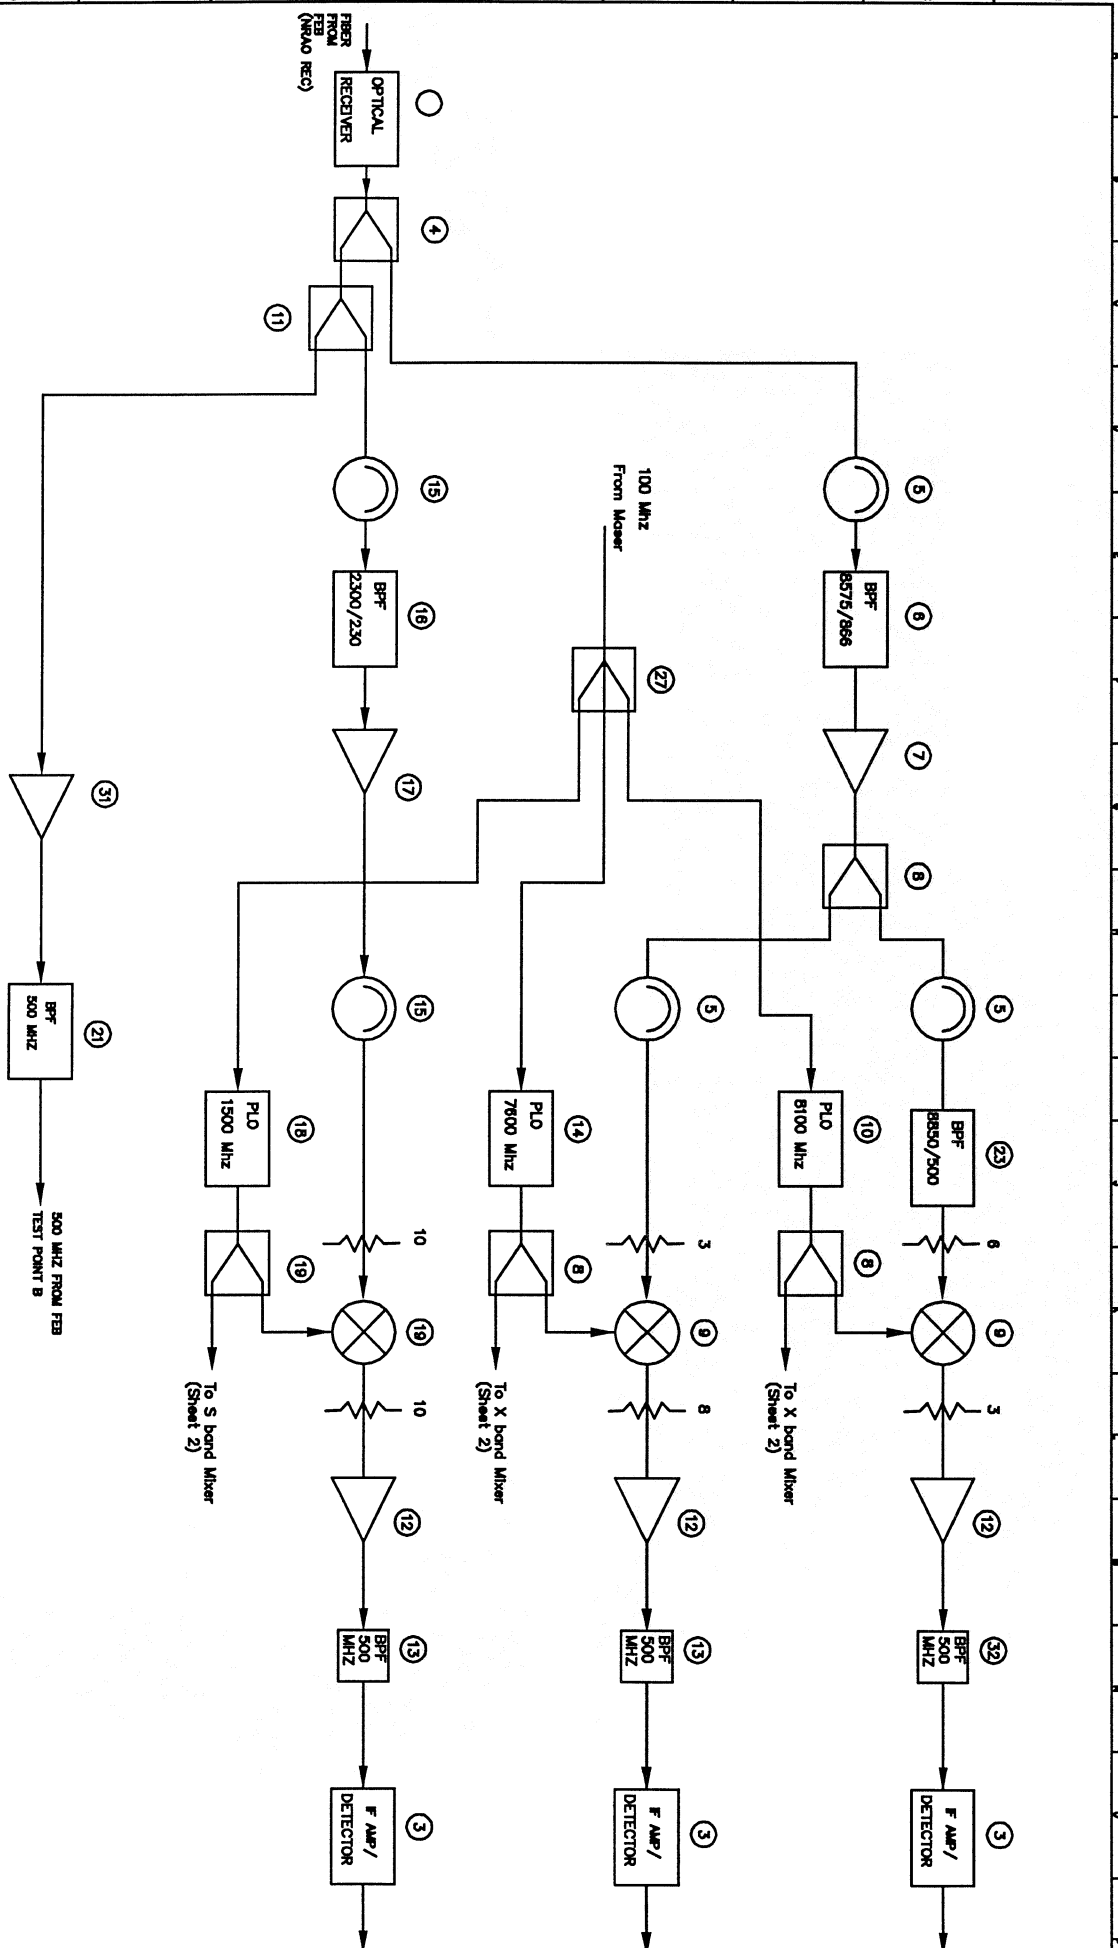 FIBER
FROM
FEB
(NRAO REC)
OPTICAL
RECEIVER
4
11
5
BPF
8575/866
6
7
8
5
BPF
8850/500
23
6
9
3
12
BPF
500
MHZ
32
IF AMP/
DETECTOR
3
100 Mhz
From Maser
27
PLO
8100 Mhz
10
8
To X band Mixer
(Sheet 2)
5
3
9
8
12
BPF
500
MHZ
13
IF AMP/
DETECTOR
3
PLO
7600 Mhz
14
8
To X band Mixer
(Sheet 2)
15
BPF
2300/230
16
17
15
10
19
10
12
BPF
500
MHZ
13
IF AMP/
DETECTOR
3
PLO
1500 Mhz
18
19
To S band Mixer
(Sheet 2)
31
BPF
500 MHZ
21
500 MHZ FROM FEB
TEST POINT B